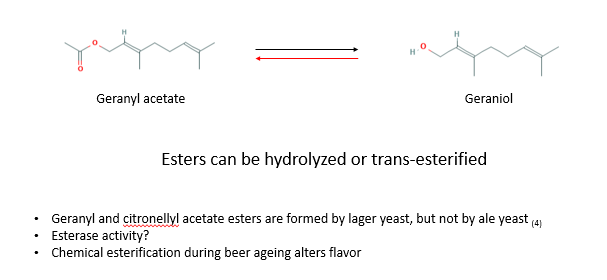 H
O
O
H
H
O
Geranyl acetate
Geraniol
Esters can be hydrolyzed or trans-esterified
• Geranyl and citronellyl acetate esters are formed by lager yeast, but not by ale yeast (4)
• Esterase activity?
• Chemical esterification during beer ageing alters flavor